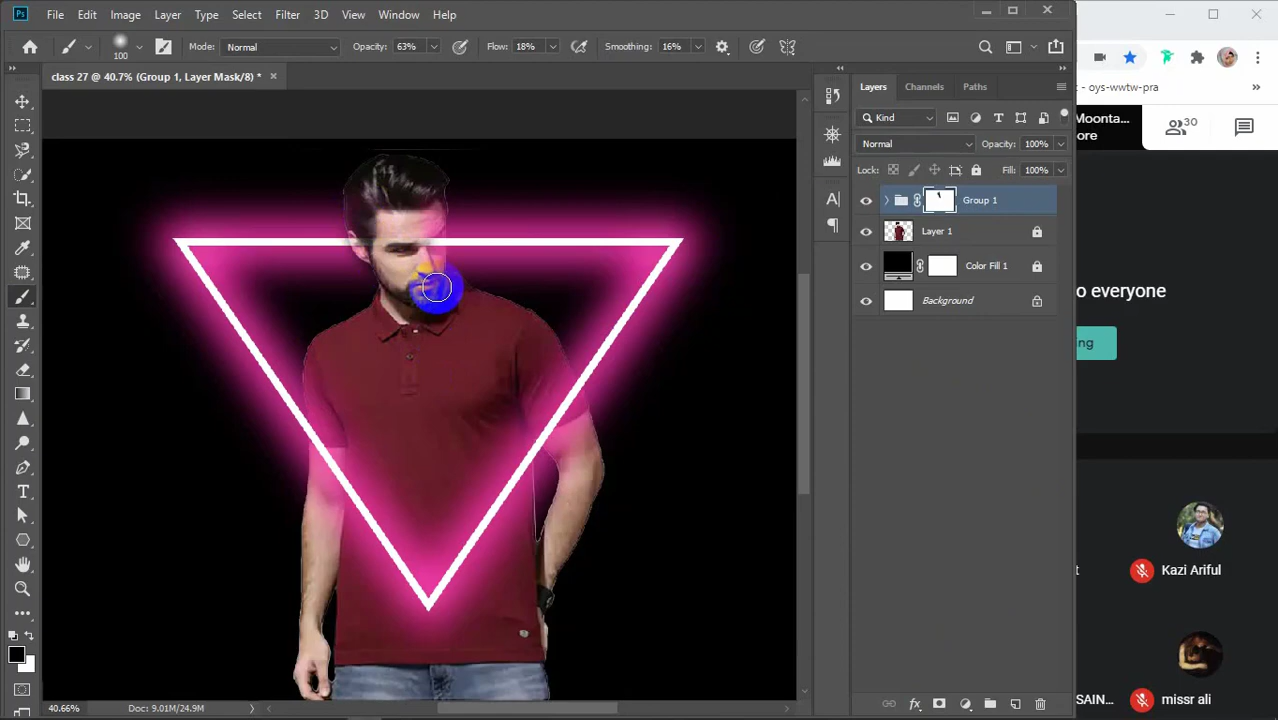 Ps File Edit Image Layer Type Select Filter 3D View Window Help
100 Mode: Normal Opacity: 63% Flow: 18% Smoothing: 16%
class 27 @ 40.7% (Group 1, Layer Mask/8) *
Layers Channels Paths
Kind
Normal Opacity: 100%
Lock: Fill: 100%
Group 1
Layer 1
Color Fill 1
Background
40.66% Doc: 9.01M/24.9M
- oys-wwtw-pra
Moonta...
ore
30
o everyone
ng
Kazi Ariful
t
SAIN...
missr ali